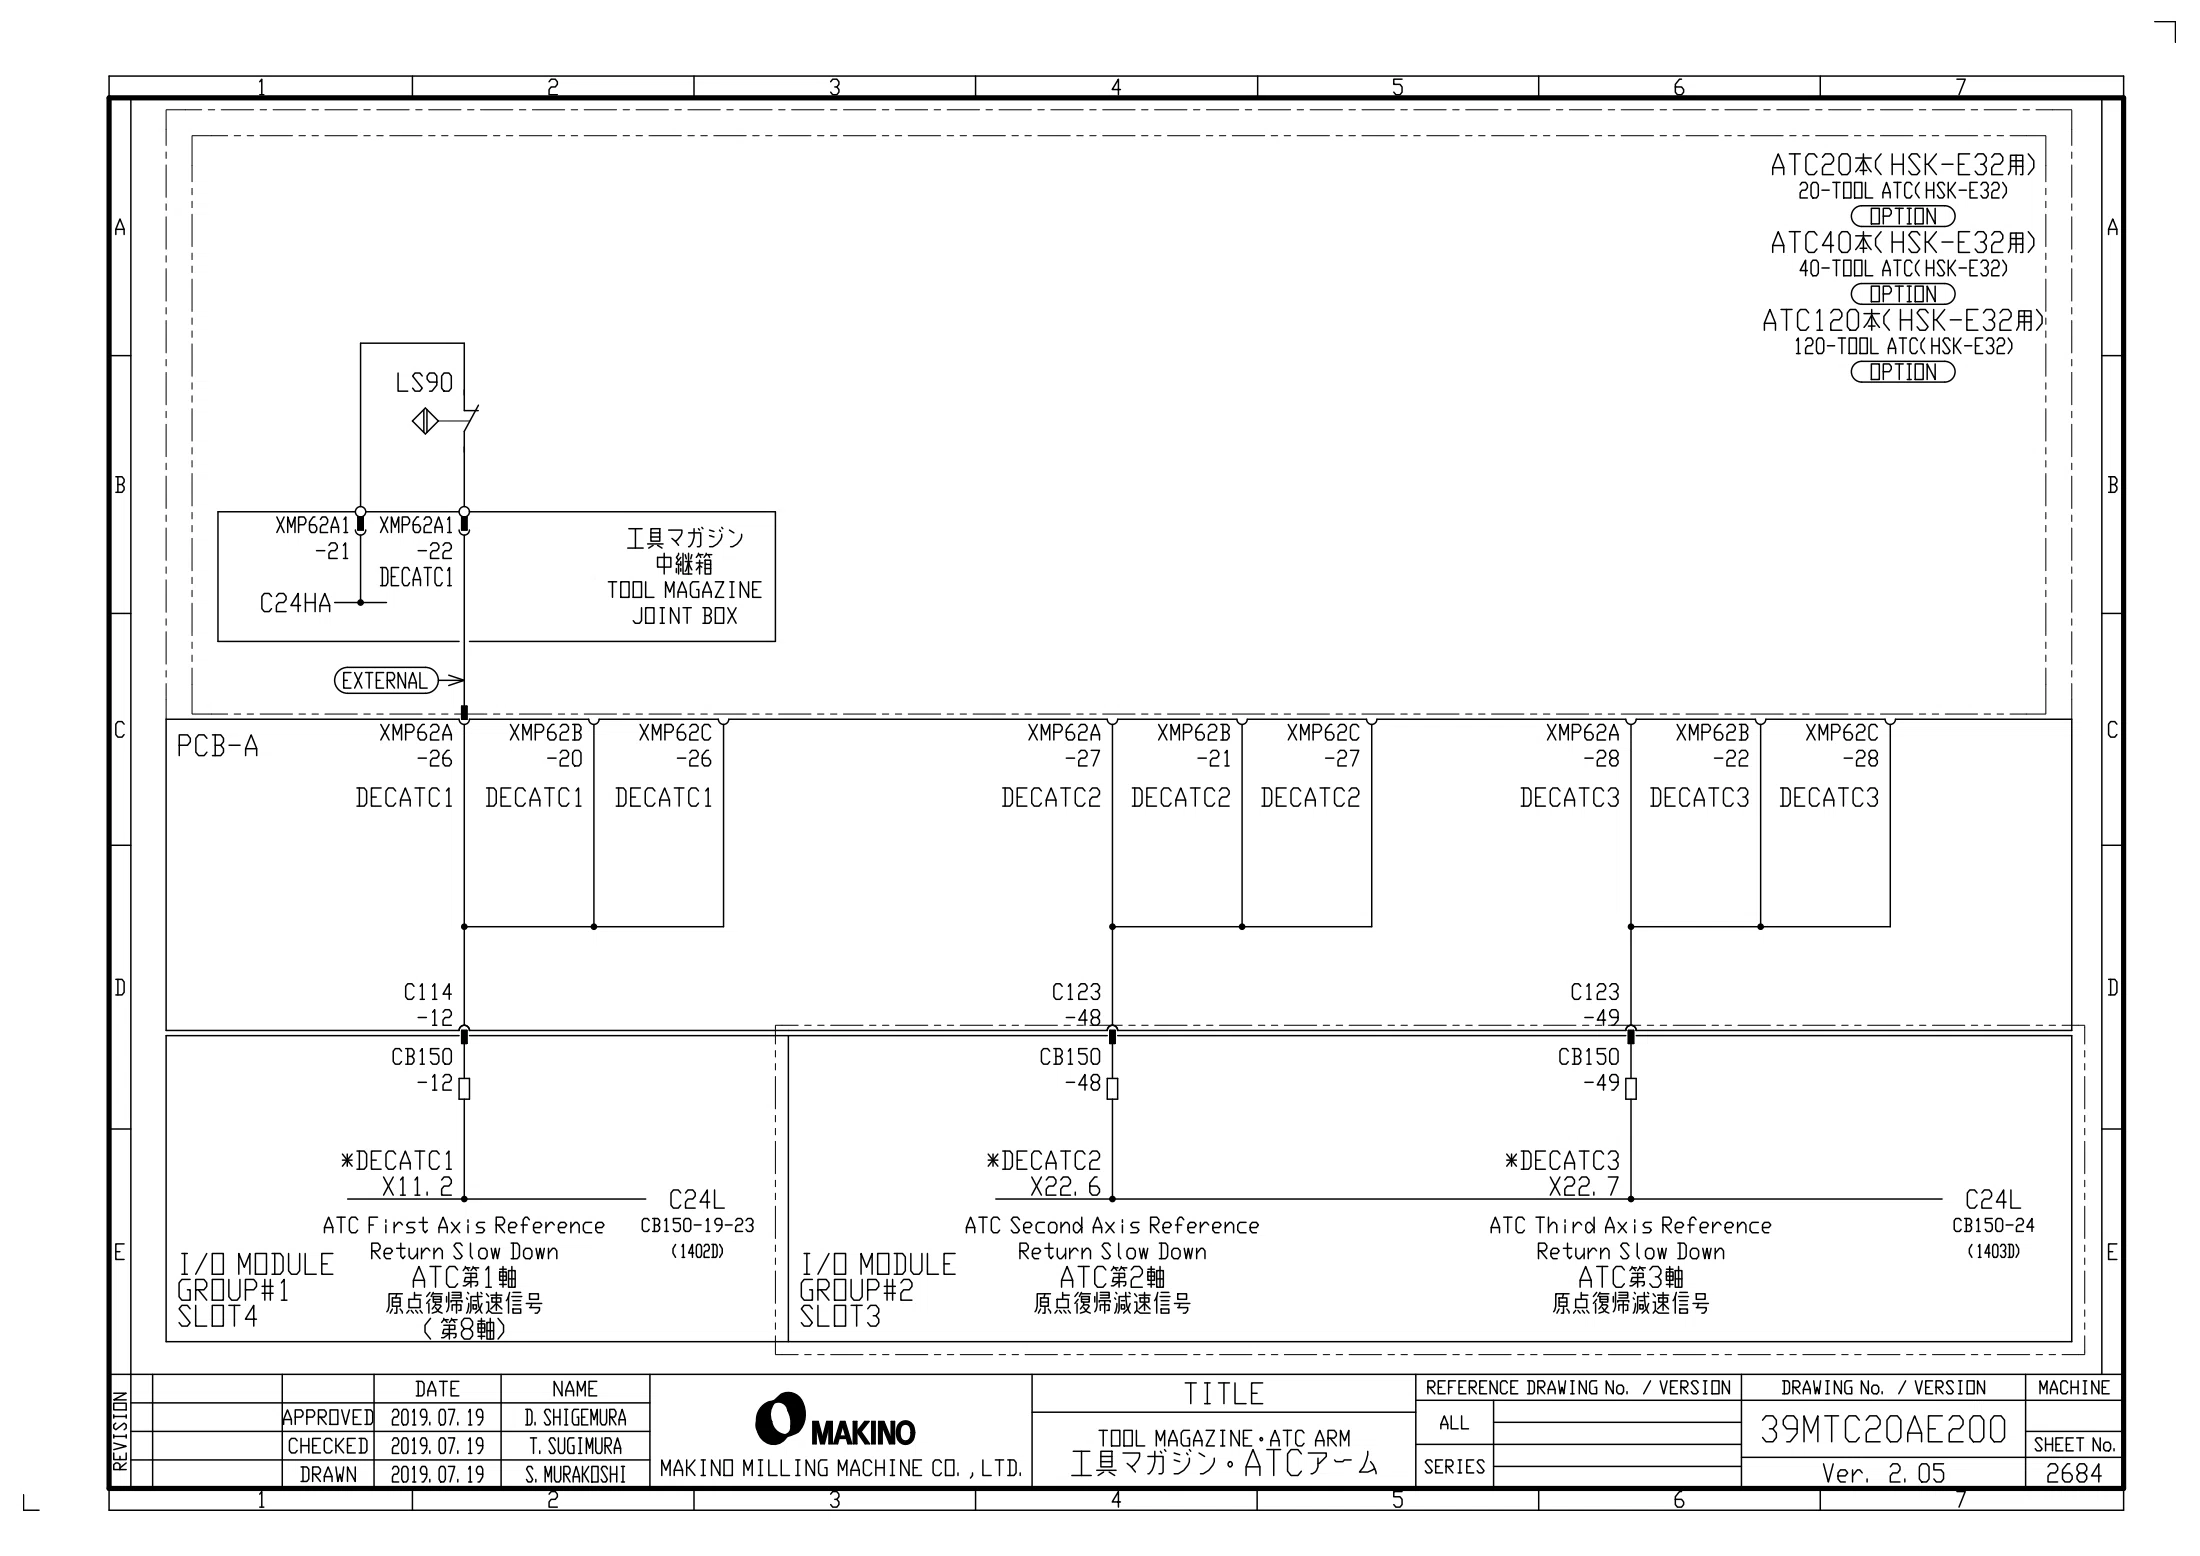 1 2 3 4 5 6 7
A A
B B
C C
D D
E E
ATC20本(HSK-E32用)
20-TOOL ATC(HSK-E32)
OPTION
ATC40本(HSK-E32用)
40-TOOL ATC(HSK-E32)
OPTION
ATC120本(HSK-E32用)
120-TOOL ATC(HSK-E32)
OPTION
LS90
XMP62A1 XMP62A1
-21 -22
DECATC1
C24HA
工具マガジン
中継箱
TOOL MAGAZINE
JOINT BOX
EXTERNAL
PCB-A
XMP62A XMP62B XMP62C XMP62A XMP62B XMP62C XMP62A XMP62B XMP62C
-26 -20 -26 -27 -21 -27 -28 -22 -28
DECATC1 DECATC1 DECATC1 DECATC2 DECATC2 DECATC2 DECATC3 DECATC3 DECATC3
C114 C123 C123
-12 -48 -49
CB150 CB150 CB150
-12 -48 -49
*DECATC1 *DECATC2 *DECATC3
X11.2 X22.6 X22.7
C24L
CB150-19-23
(1402D)
C24L
CB150-24
(1403D)
ATC First Axis Reference
Return Slow Down
ATC第1軸
原点復帰減速信号
(第8軸)
I/O MODULE
GROUP#1
SLOT4
ATC Second Axis Reference
Return Slow Down
ATC第2軸
原点復帰減速信号
I/O MODULE
GROUP#2
SLOT3
ATC Third Axis Reference
Return Slow Down
ATC第3軸
原点復帰減速信号
REVISION
DATE NAME
APPROVED 2019.07.19 D. SHIGEMURA
CHECKED 2019.07.19 T. SUGIMURA
DRAWN 2019.07.19 S. MURAKOSHI
MAKINO
MAKINO MILLING MACHINE CO.,LTD.
TITLE
TOOL MAGAZINE・ATC ARM
工具マガジン・ATCアーム
REFERENCE DRAWING No. / VERSION
ALL
SERIES
DRAWING No. / VERSION
39MTC20AE200
Ver. 2.05
MACHINE
SHEET No.
2684
1 2 3 4 5 6 7